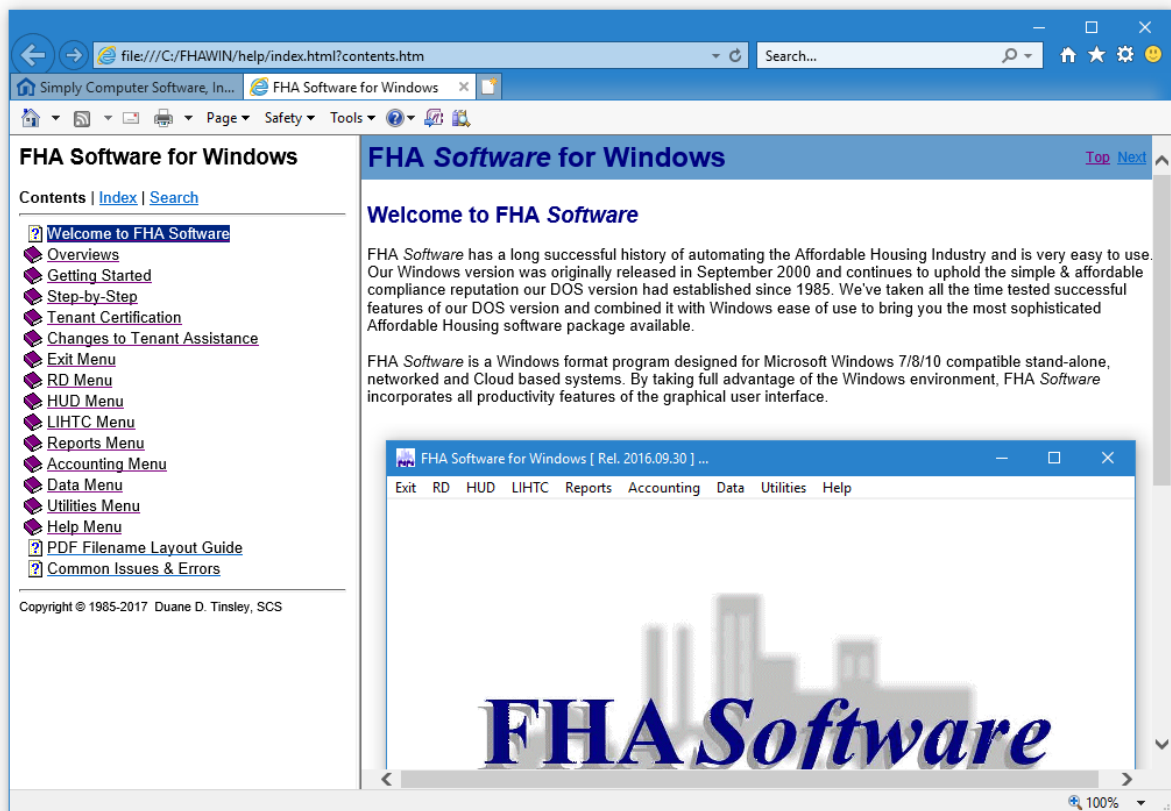 file:///C:/FHAWIN/help/index.html?contents.htm
Search...
Simply Computer Software, In...
FHA Software for Windows
Page
Safety
Tools
FHA Software for Windows
Contents | Index | Search
Welcome to FHA Software
Overviews
Getting Started
Step-by-Step
Tenant Certification
Changes to Tenant Assistance
Exit Menu
RD Menu
HUD Menu
LIHTC Menu
Reports Menu
Accounting Menu
Data Menu
Utilities Menu
Help Menu
PDF Filename Layout Guide
Common Issues & Errors
Copyright © 1985-2017 Duane D. Tinsley, SCS
FHA Software for Windows
Top Next
Welcome to FHA Software
FHA Software has a long successful history of automating the Affordable Housing Industry and is very easy to use.
Our Windows version was originally released in September 2000 and continues to uphold the simple & affordable
compliance reputation our DOS version had established since 1985. We've taken all the time tested successful
features of our DOS version and combined it with Windows ease of use to bring you the most sophisticated
Affordable Housing software package available.
FHA Software is a Windows format program designed for Microsoft Windows 7/8/10 compatible stand-alone,
networked and Cloud based systems. By taking full advantage of the Windows environment, FHA Software
incorporates all productivity features of the graphical user interface.
FHA Software for Windows [ Rel. 2016.09.30 ] ...
Exit RD HUD LIHTC Reports Accounting Data Utilities Help
FHA Software
100%